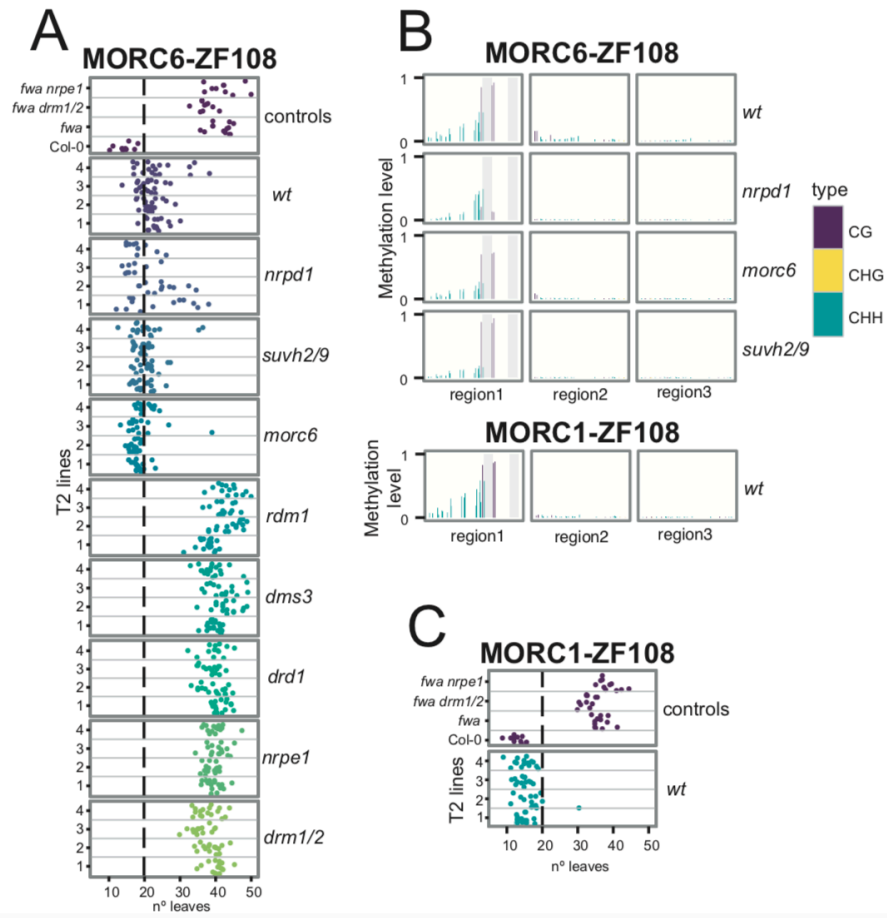 A
MORC6-ZF108
fwa nrpe1
fwa drm1/2
fwa
Col-0
controls
4
3
2
1
wt
4
3
2
1
nrpd1
4
3
2
1
suvh2/9
4
3
2
1
morc6
T2 lines
4
3
2
1
rdm1
4
3
2
1
dms3
4
3
2
1
drd1
4
3
2
1
nrpe1
4
3
2
1
drm1/2
10 20 30 40 50
nº leaves
B
MORC6-ZF108
1
0
wt
1
0
nrpd1
1
0
morc6
1
0
suvh2/9
Methylation level
region1 region2 region3
type
CG
CHG
CHH
MORC1-ZF108
Methylation
level
1
0
wt
region1 region2 region3
C
MORC1-ZF108
fwa nrpe1
fwa drm1/2
fwa
Col-0
controls
T2 lines
4
3
2
1
wt
10 20 30 40 50
nº leaves